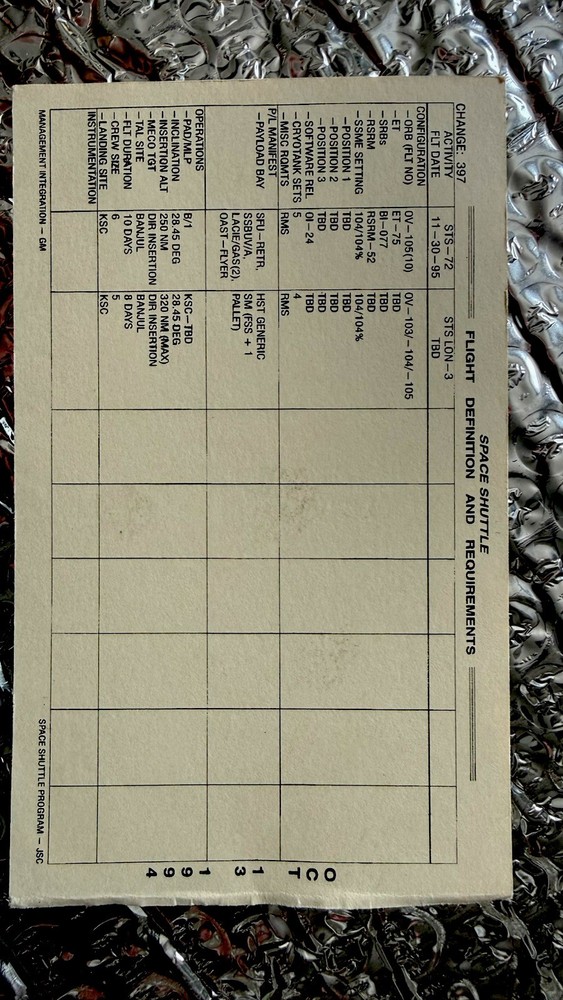 SPACE SHUTTLE
FLIGHT DEFINITION AND REQUIREMENTS
CHANGE: 397
ACTIVITY STS-72 STS LON-3
FLT DATE 11-30-95 TBD
CONFIGURATION
-ORB (FLT NO) OV-105(10) OV-103/-104/-105
-ET ET-75 TBD
-SRBs BI-077 TBD
-RSRM RSRM-52 TBD
-SSME SETTING 104/104% 104/104%
-POSITION 1 TBD TBD
-POSITION 2 TBD TBD
-POSITION 3 TBD TBD
-SOFTWARE REL OI-24 TBD
-CRYOTANK SETS 5 4
-MISC RQMTS RMS RMS
P/L MANIFEST
-PAYLOAD BAY SFU-RETR, HST GENERIC
SSBUV/A, SM (FSS + 1
LACIE/GAS(2), PALLET)
OAST-FLYER
OPERATIONS
-PAD/MLP B/1 KSC-TBD
-INCLINATION 28.45 DEG 28.45 DEG
-INSERTION ALT 250 NM 320 NM (MAX)
-MECO TGT DIR INSERTION DIR INSERTION
-TAL SITE BANJUL BANJUL
-FLT DURATION 10 DAYS 8 DAYS
-CREW SIZE 6 5
-LANDING SITE KSC KSC
INSTRUMENTATION
OCT 13 1994
MANAGEMENT INTEGRATION - GM SPACE SHUTTLE PROGRAM - JSC